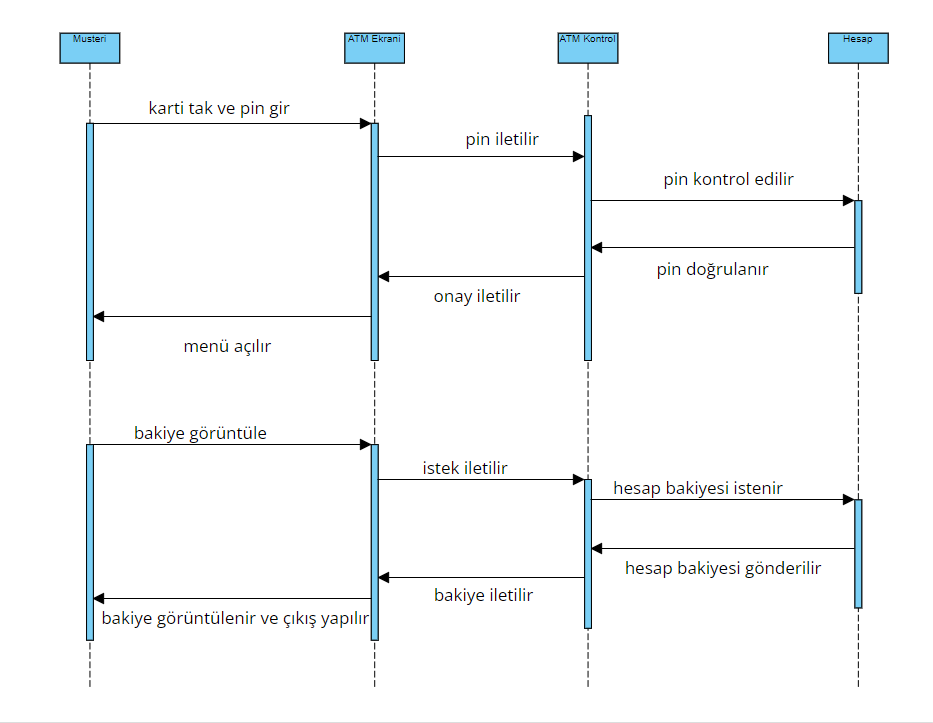 Musteri
ATM Ekrani
ATM Kontrol
Hesap
karti tak ve pin gir
pin iletilir
pin kontrol edilir
pin doğrulanır
onay iletilir
menü açılır
bakiye görüntüle
istek iletilir
hesap bakiyesi istenir
hesap bakiyesi gönderilir
bakiye iletilir
bakiye görüntülenir ve çıkış yapılır